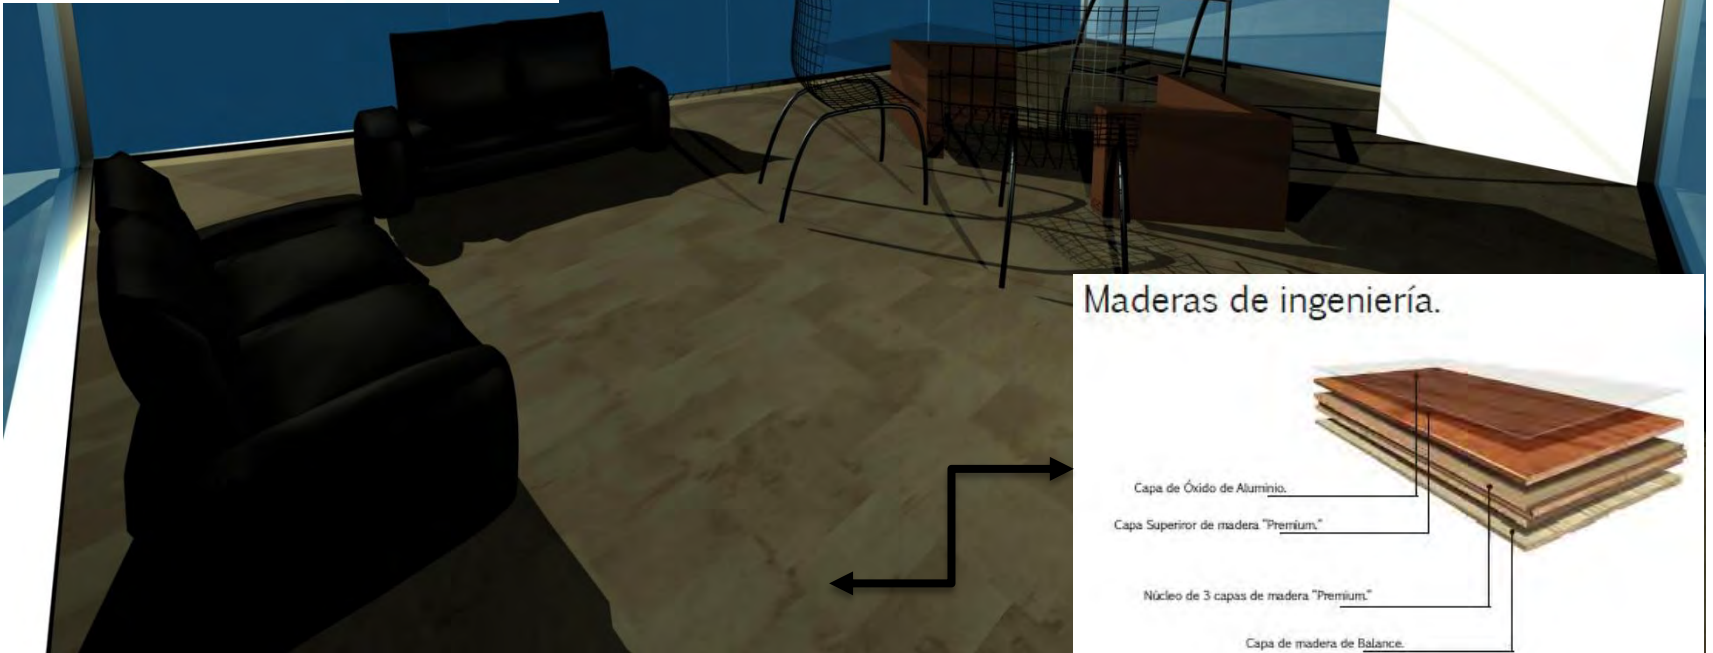 Maderas de ingeniería.
Capa de Óxido de Aluminio.
Capa Superiror de madera "Premium."
Núcleo de 3 capas de madera "Premium."
Capa de madera de Balance.